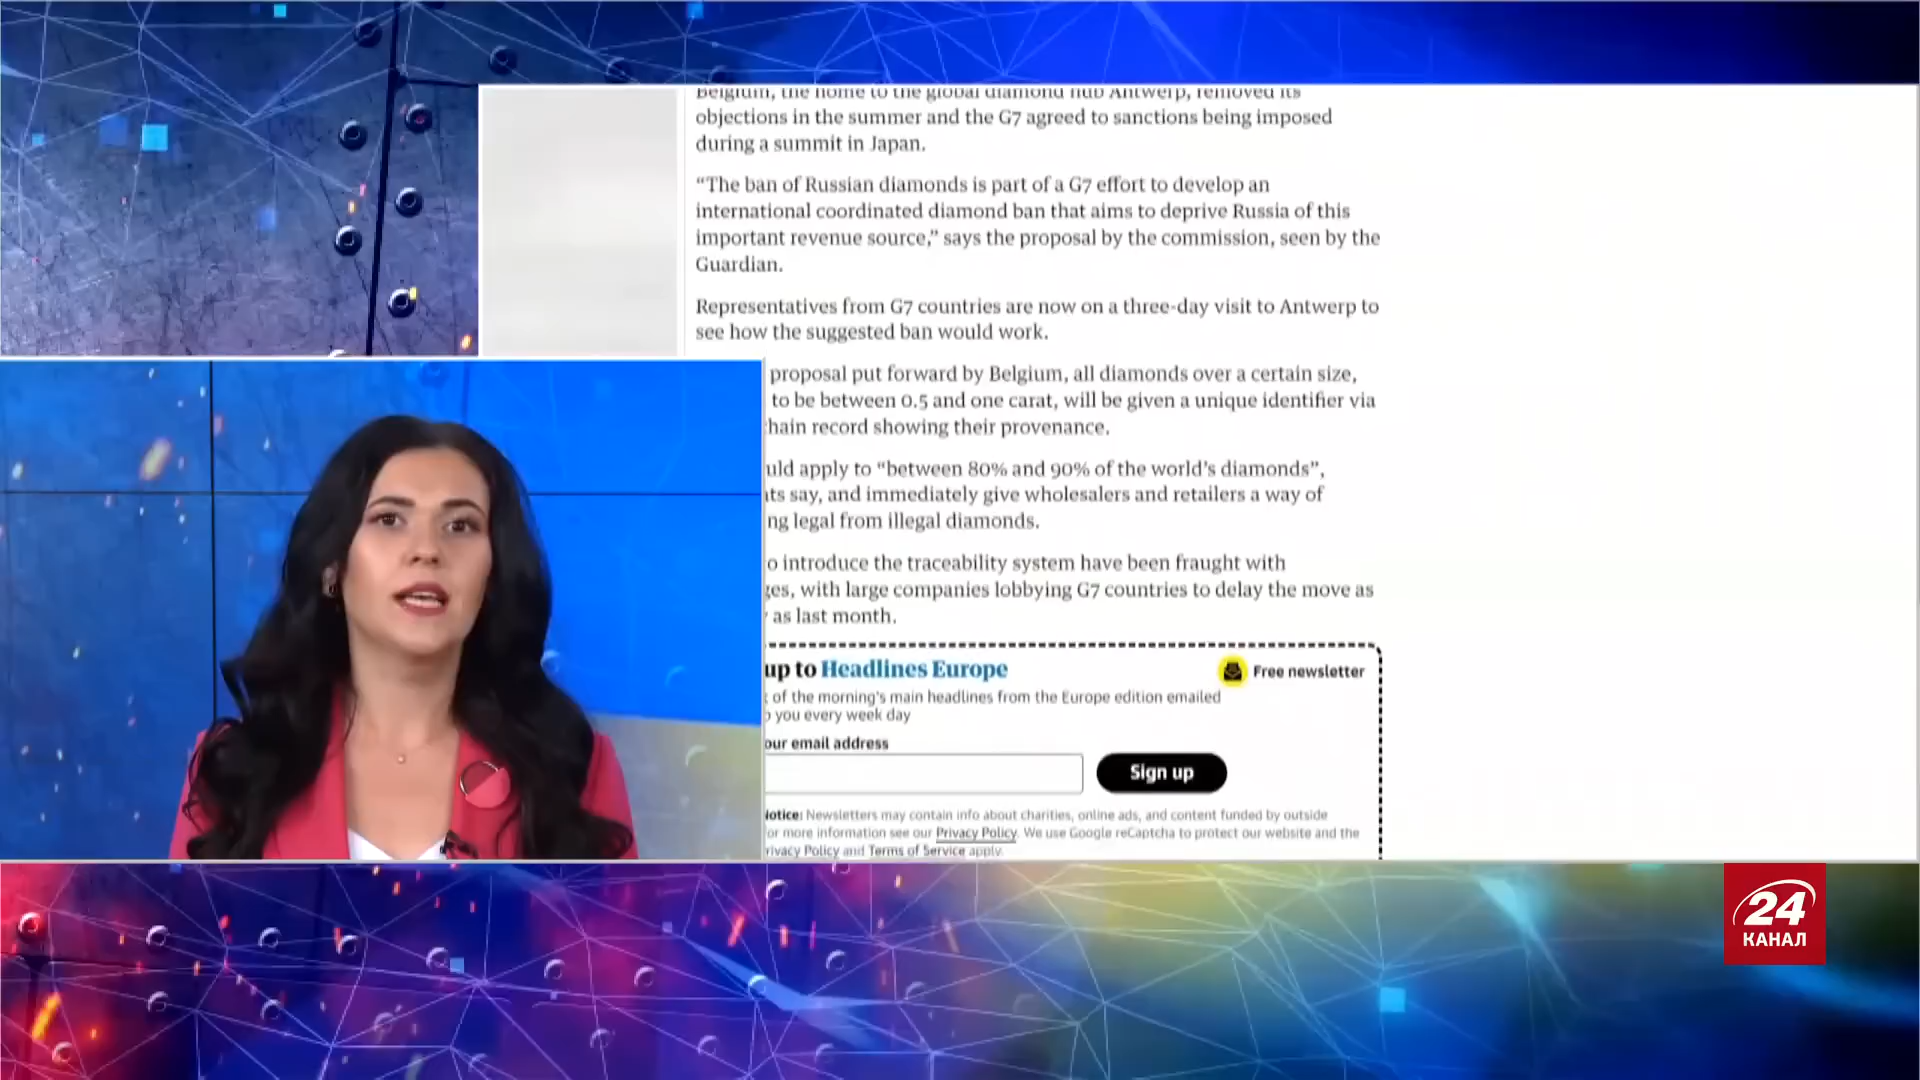 Belgium, the home to the global diamond hub Antwerp, removed its
objections in the summer and the G7 agreed to sanctions being imposed
during a summit in Japan.
“The ban of Russian diamonds is part of a G7 effort to develop an
international coordinated diamond ban that aims to deprive Russia of this
important revenue source,” says the proposal by the commission, seen by the
Guardian.
Representatives from G7 countries are now on a three-day visit to Antwerp to
see how the suggested ban would work.
proposal put forward by Belgium, all diamonds over a certain size,
to be between 0.5 and one carat, will be given a unique identifier via
hain record showing their provenance.
uld apply to “between 80% and 90% of the world’s diamonds”,
ts say, and immediately give wholesalers and retailers a way of
ng legal from illegal diamonds.
o introduce the traceability system have been fraught with
ges, with large companies lobbying G7 countries to delay the move as
as last month.
up to Headlines Europe
Free newsletter
of the morning's main headlines from the Europe edition emailed
you every week day
our email address
Sign up
otice: Newsletters may contain info about charities, online ads, and content funded by outside
or more information see our Privacy Policy. We use Google reCaptcha to protect our website and the
rivacy Policy and Terms of Service apply.
24
КАНАЛ